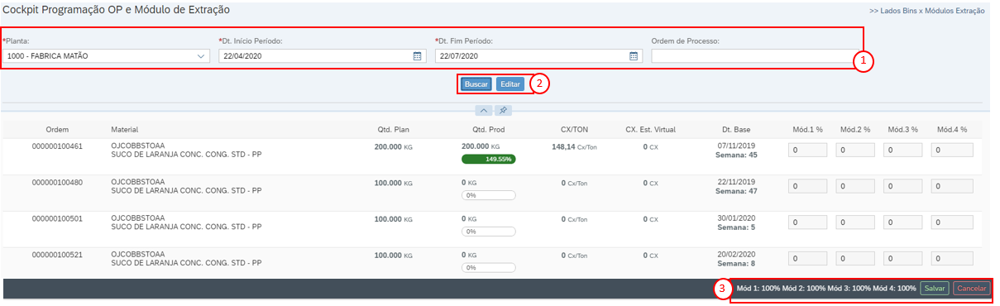 Cockpit Programação OP e Módulo de Extração
>> Lados Bins x Módulos Extração
*Planta: *Dt. Início Período: *Dt. Fim Período: Ordem de Processo:
1000 - FABRICA MATÃO 22/04/2020 22/07/2020
1
Buscar Editar 2
Ordem Material Qtd. Plan Qtd. Prod CX/TON CX. Est. Virtual Dt. Base Mód.1 % Mód.2 % Mód.3 % Mód.4 %
000000100461 OJCOBBSTOAA 200.000 KG 200.000 KG 148,14 Cx/Ton 0 CX 07/11/2019 0 0 0 0
SUCO DE LARANJA CONC. CONG. STD - PP 149.55% Semana: 45
000000100480 OJCOBBSTOAA 100.000 KG 0 KG 0 Cx/Ton 0 CX 22/11/2019 0 0 0 0
SUCO DE LARANJA CONC. CONG. STD - PP 0% Semana: 47
000000100501 OJCOBBSTOAA 100.000 KG 0 KG 0 Cx/Ton 0 CX 30/01/2020 0 0 0 0
SUCO DE LARANJA CONC. CONG. STD - PP 0% Semana: 5
000000100521 OJCOBBSTOAA 100.000 KG 0 KG 0 Cx/Ton 0 CX 20/02/2020 0 0 0 0
SUCO DE LARANJA CONC. CONG. STD - PP 0% Semana: 8
3 Mód 1: 100% Mód 2: 100% Mód 3: 100% Mód 4: 100% Salvar Cancelar